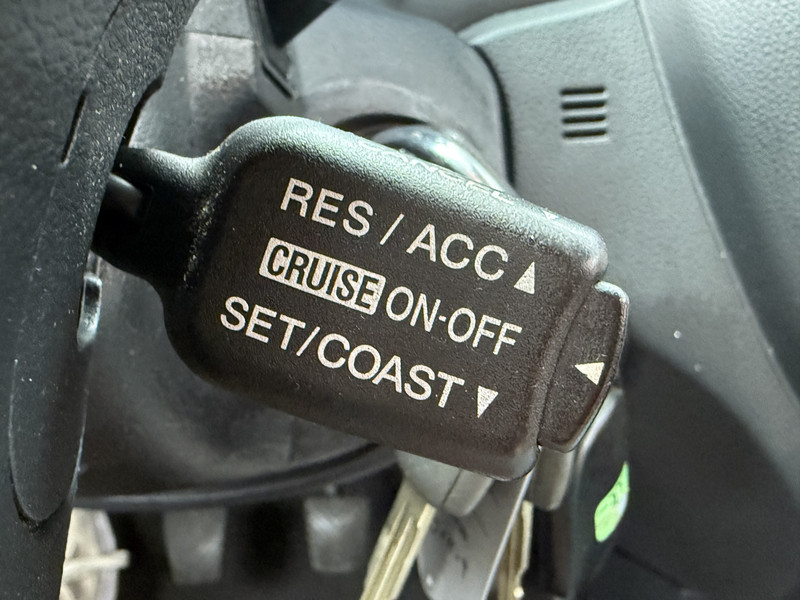 RES / ACC ▲
CRUISE ON-OFF
SET/COAST ▼